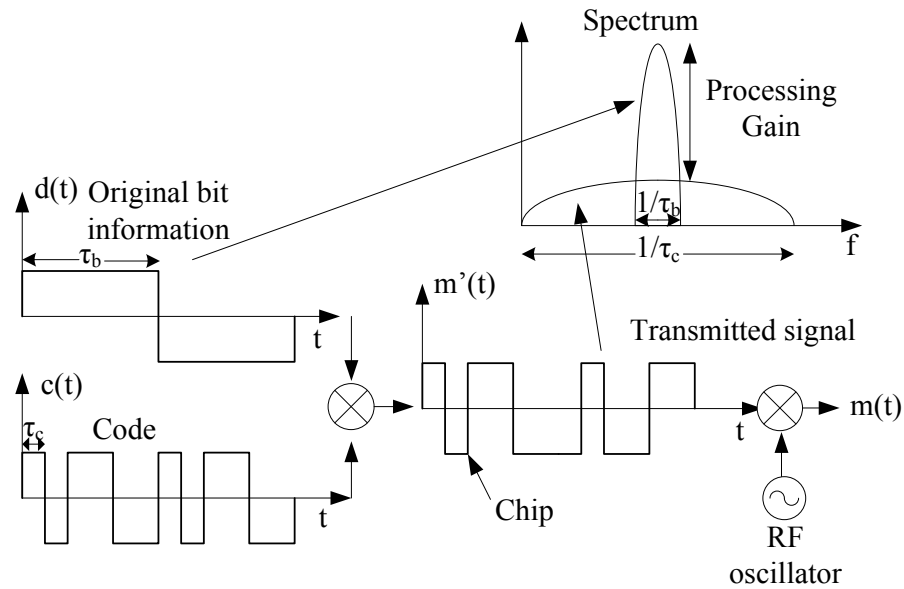 Spectrum
Processing
Gain
1/τb
1/τc
f
d(t)
Original bit
information
τb
t
c(t)
τc
Code
t
m’(t)
Transmitted signal
t
m(t)
Chip
RF
oscillator